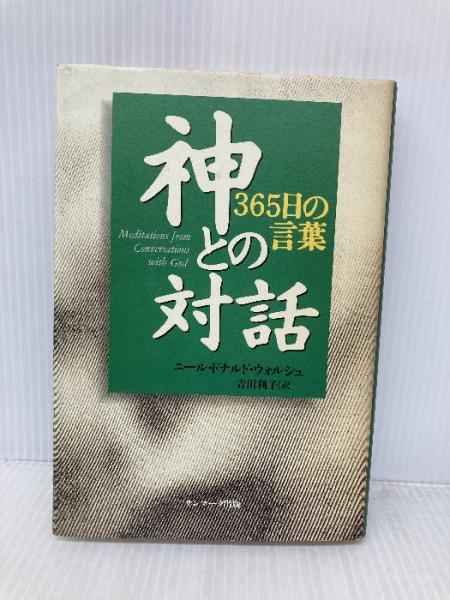 神との対話
365日の
言葉
Meditations from
Conversations
with God
ニール・ドナルド・ウォルシュ
吉田利子［訳
サンマーク出版